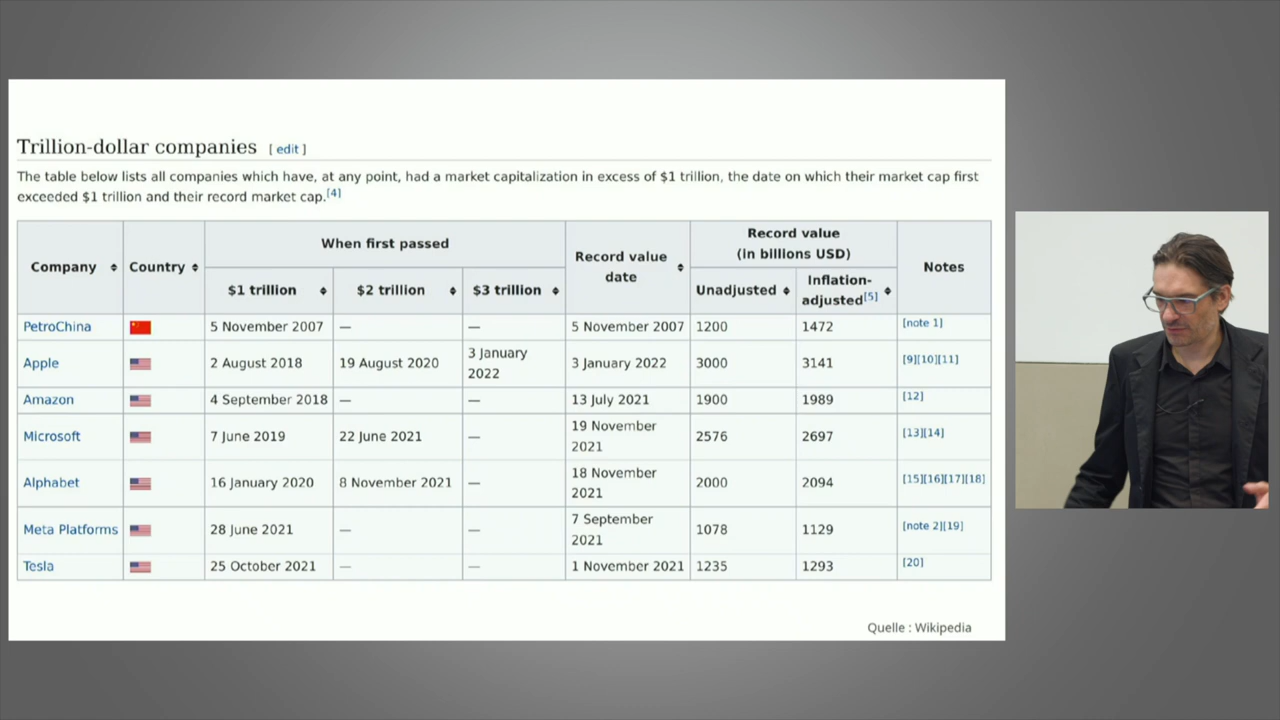 Trillion-dollar companies [ edit ]
The table below lists all companies which have, at any point, had a market capitalization in excess of $1 trillion, the date on which their market cap first
exceeded $1 trillion and their record market cap.[4]
Company Country When first passed Record value date Record value (in billions USD) Notes
$1 trillion $2 trillion $3 trillion Unadjusted Inflation-adjusted[5]
PetroChina 5 November 2007 — — 5 November 2007 1200 1472 [note 1]
Apple 2 August 2018 19 August 2020 3 January 2022 3 January 2022 3000 3141 [9][10][11]
Amazon 4 September 2018 — — 13 July 2021 1900 1989 [12]
Microsoft 7 June 2019 22 June 2021 — 19 November 2021 2576 2697 [13][14]
Alphabet 16 January 2020 8 November 2021 — 18 November 2021 2000 2094 [15][16][17][18]
Meta Platforms 28 June 2021 — — 7 September 2021 1078 1129 [note 2][19]
Tesla 25 October 2021 — — 1 November 2021 1235 1293 [20]
Quelle : Wikipedia